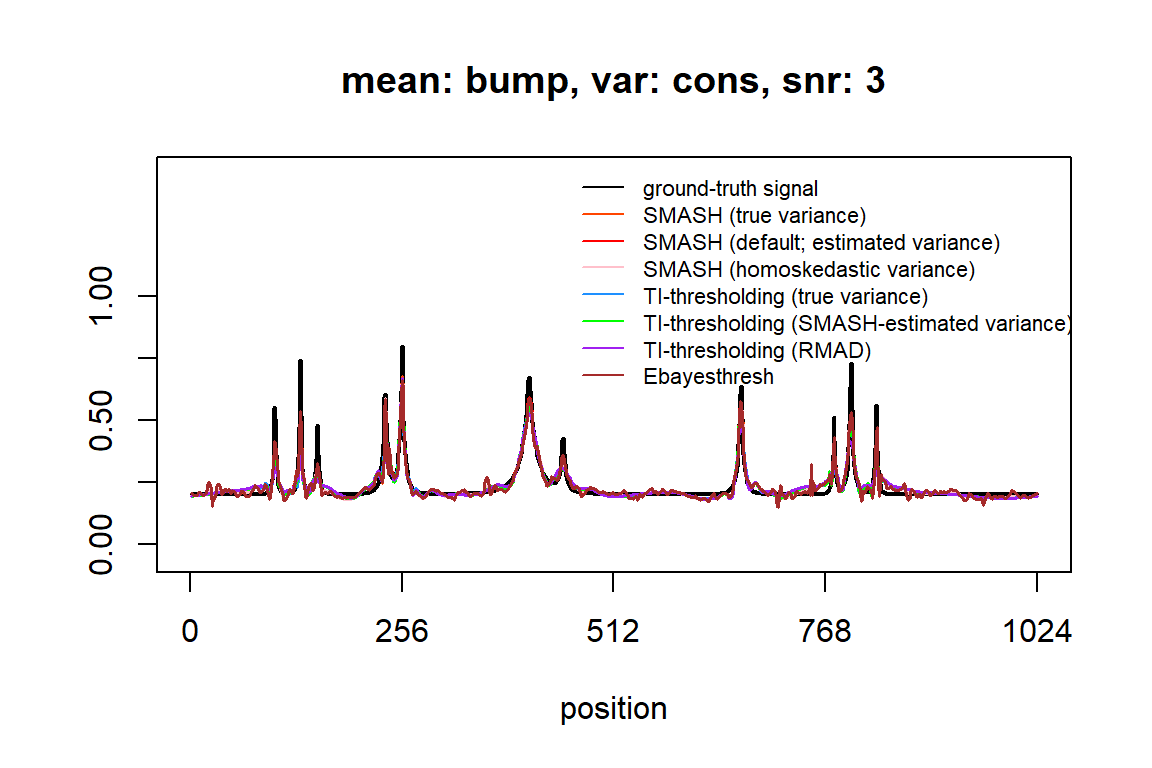 mean: bump, var: cons, snr: 3
ground-truth signal
SMASH (true variance)
SMASH (default; estimated variance)
SMASH (homoskedastic variance)
TI-thresholding (true variance)
TI-thresholding (SMASH-estimated variance)
TI-thresholding (RMAD)
Ebayesthresh
1.00
0.50
0.00
0 256 512 768 1024
position